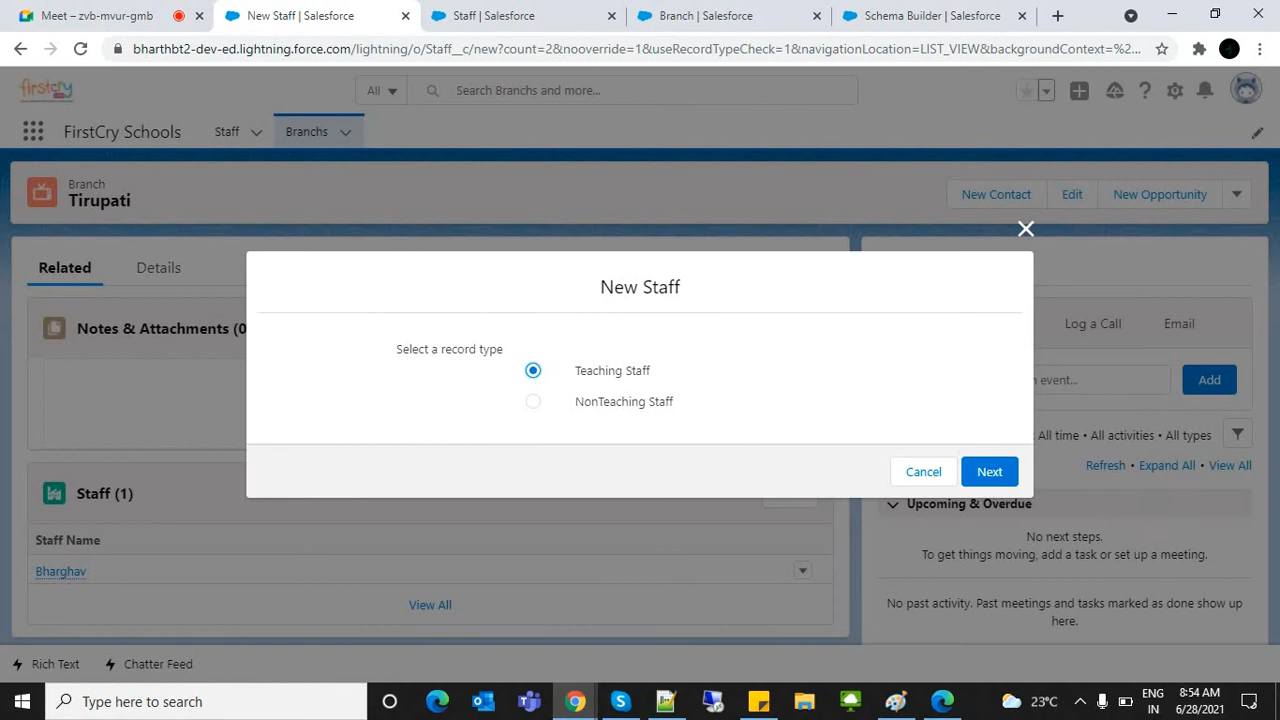 Meet – zvb-mvur-gmb
New Staff | Salesforce
Staff | Salesforce
Branch | Salesforce
Schema Builder | Salesforce
bharthbt2-dev-ed.lightning.force.com/lightning/o/Staff__c/new?count=2&nooverride=1&useRecordTypeCheck=1&navigationLocation=LIST_VIEW&backgroundContext=%2...
firstcry
All
Search Branchs and more...
FirstCry Schools
Staff
Branchs
Branch
Tirupati
New Contact
Edit
New Opportunity
Related
Details
Notes & Attachments (0
New Staff
Select a record type
Teaching Staff
NonTeaching Staff
Cancel
Next
Log a Call
Email
event...
Add
All time • All activities • All types
Refresh • Expand All • View All
Upcoming & Overdue
No next steps.
To get things moving, add a task or set up a meeting.
No past activity. Past meetings and tasks marked as done show up
here.
Staff (1)
Staff Name
Bharghav
View All
Rich Text
Chatter Feed
Type here to search
23°C
ENG
IN
8:54 AM
6/28/2021